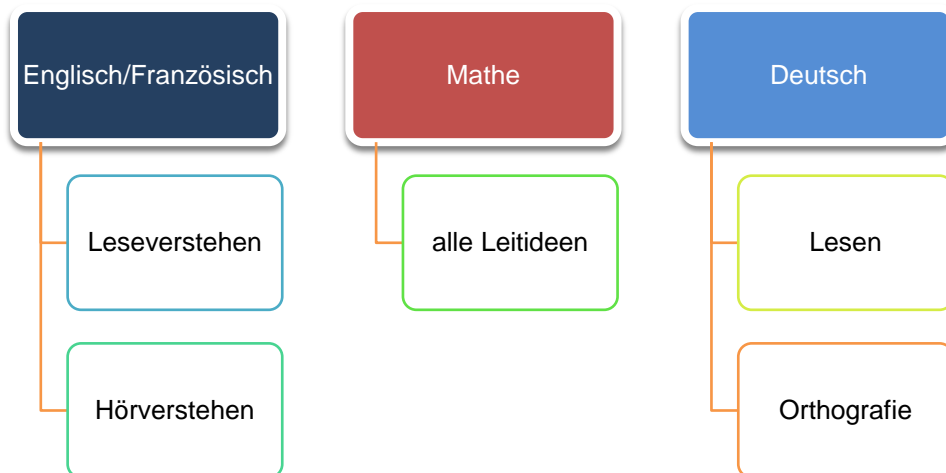 Englisch/Französisch
Leseverstehen
Hörverstehen
Mathe
alle Leitideen
Deutsch
Lesen
Orthografie